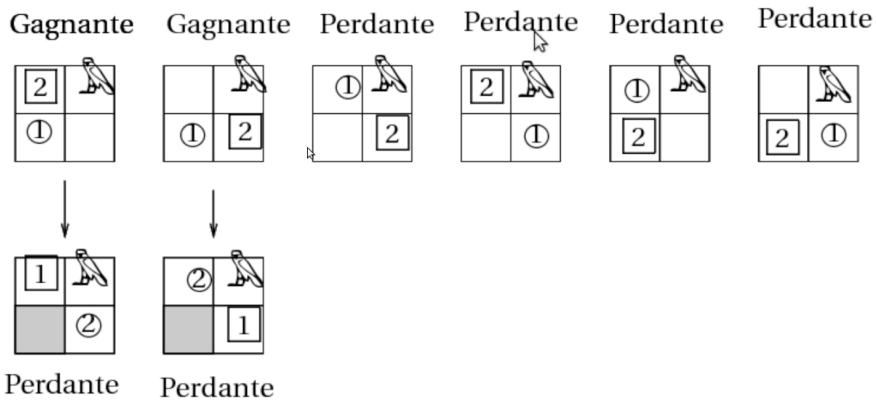 Gagnante Gagnante Perdante Perdante Perdante Perdante
2 1 2 2
1 1 2 1 2 2 1
1 2
2 1
Perdante Perdante